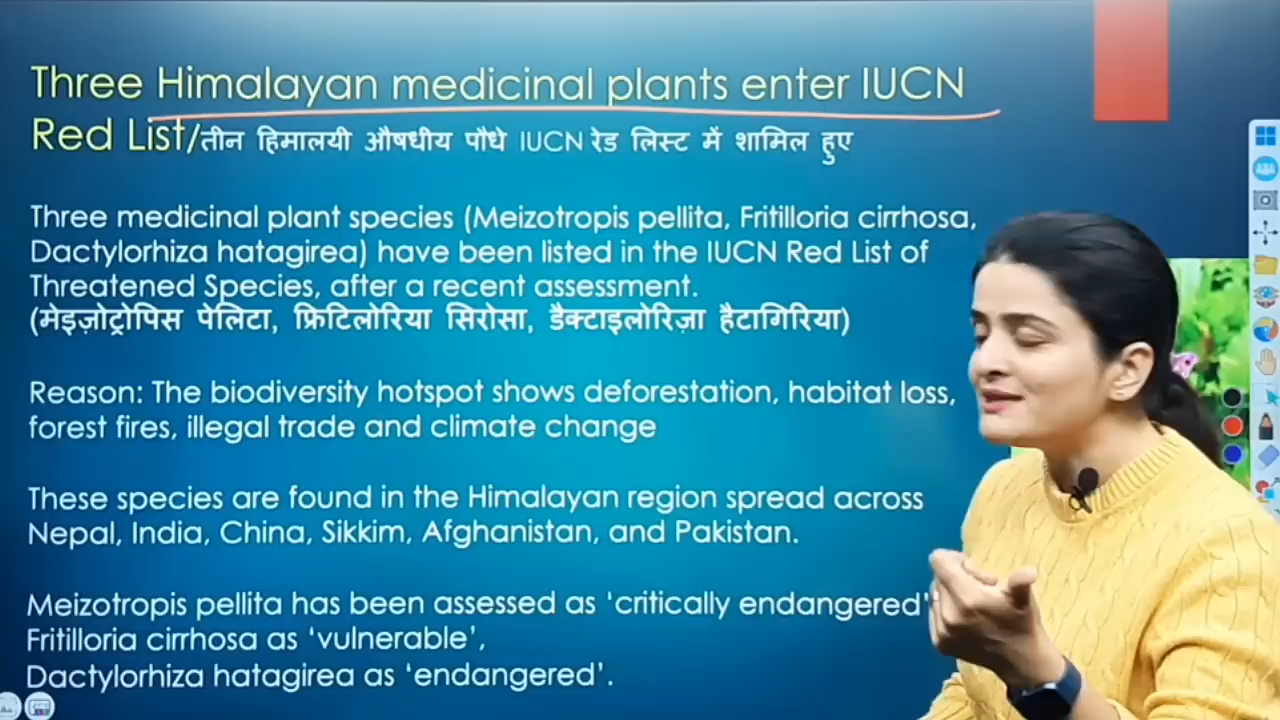 Three Himalayan medicinal plants enter IUCN
Red List/तीन हिमालयी औषधीय पौधे IUCN रेड लिस्ट में शामिल हुए
Three medicinal plant species (Meizotropis pellita, Fritilloria cirrhosa,
Dactylorhiza hatagirea) have been listed in the IUCN Red List of
Threatened Species, after a recent assessment.
(मेइज़ोट्रोपिस पेलिटा, फ्रिटिलोरिया सिरोसा, डैक्टाइलोरिज़ा हैटागिरिया)
Reason: The biodiversity hotspot shows deforestation, habitat loss,
forest fires, illegal trade and climate change
These species are found in the Himalayan region spread across
Nepal, India, China, Sikkim, Afghanistan, and Pakistan.
Meizotropis pellita has been assessed as ‘critically endangered’
Fritilloria cirrhosa as ‘vulnerable’,
Dactylorhiza hatagirea as ‘endangered’.